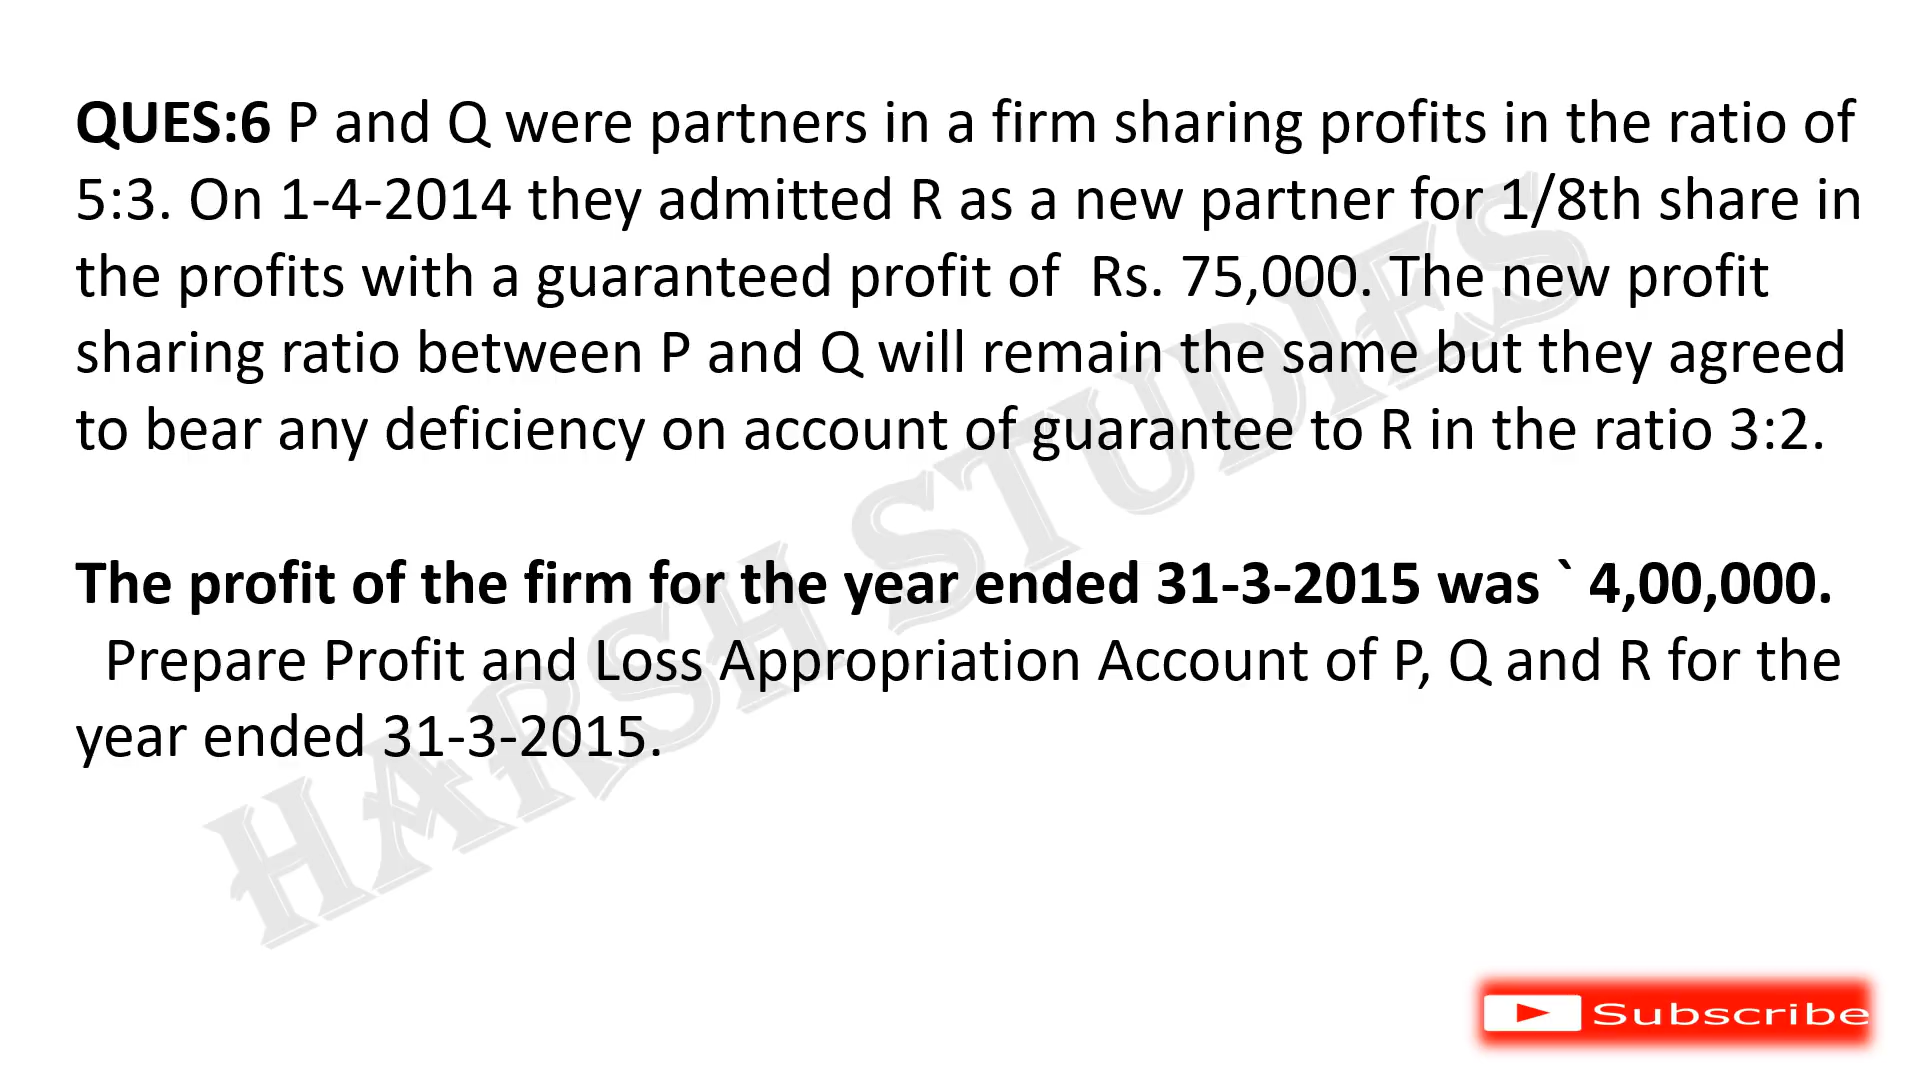 QUES:6 P and Q were partners in a firm sharing profits in the ratio of
5:3. On 1-4-2014 they admitted R as a new partner for 1/8th share in
the profits with a guaranteed profit of  Rs. 75,000. The new profit
sharing ratio between P and Q will remain the same but they agreed
to bear any deficiency on account of guarantee to R in the ratio 3:2.
The profit of the firm for the year ended 31-3-2015 was ` 4,00,000.
Prepare Profit and Loss Appropriation Account of P, Q and R for the
year ended 31-3-2015.
HARSH STUDIES
Subscribe